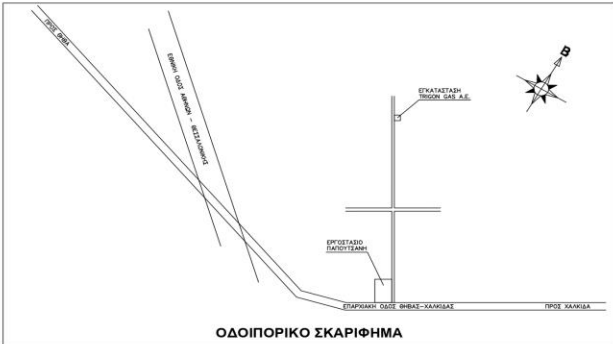 ΠΡΟΣ ΘΗΒΑ
ΕΘΝΙΚΗ ΟΔΟΣ ΑΘΗΝΩΝ - ΘΕΣΣΑΛΟΝΙΚΗΣ
Β
ΕΓΚΑΤΑΣΤΑΣΗ
TRIGON GAS A.E.
ΕΡΓΟΣΤΑΣΙΟ
ΠΑΠΟΥΤΣΑΝΗ
ΕΠΑΡΧΙΑΚΗ ΟΔΟΣ ΘΗΒΑΣ-ΧΑΛΚΙΔΑΣ
ΠΡΟΣ ΧΑΛΚΙΔΑ
ΟΔΟΙΠΟΡΙΚΟ ΣΚΑΡΙΦΗΜΑ